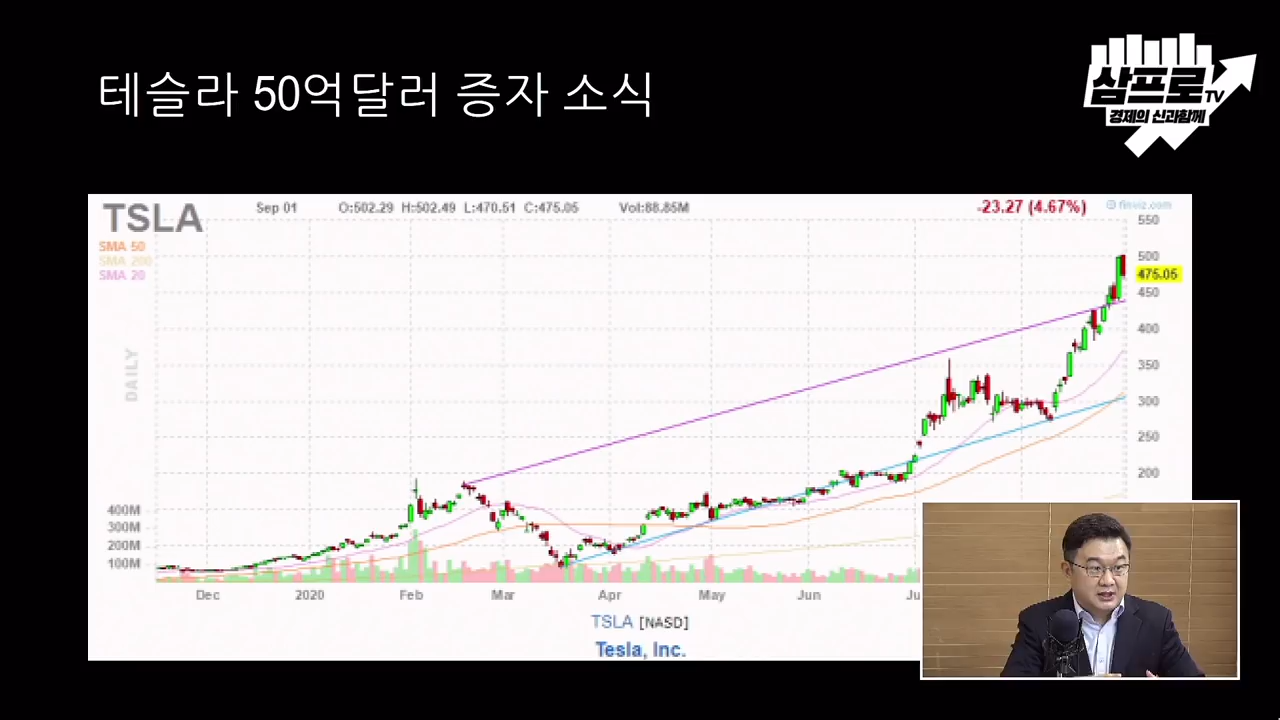 테슬라 50억달러 증자 소식
삼프로TV
경제의 신과함께
TSLA
Sep 01 O:502.29 H:502.49 L:470.51 C:475.05 Vol:88.85M -23.27 (4.67%) © finviz.com
SMA 50
SMA 200
SMA 20
DAILY
550
500
475.05
450
400
350
300
250
200
400M
300M
200M
100M
Dec 2020 Feb Mar Apr May Jun
TSLA [NASD]
Tesla, Inc.